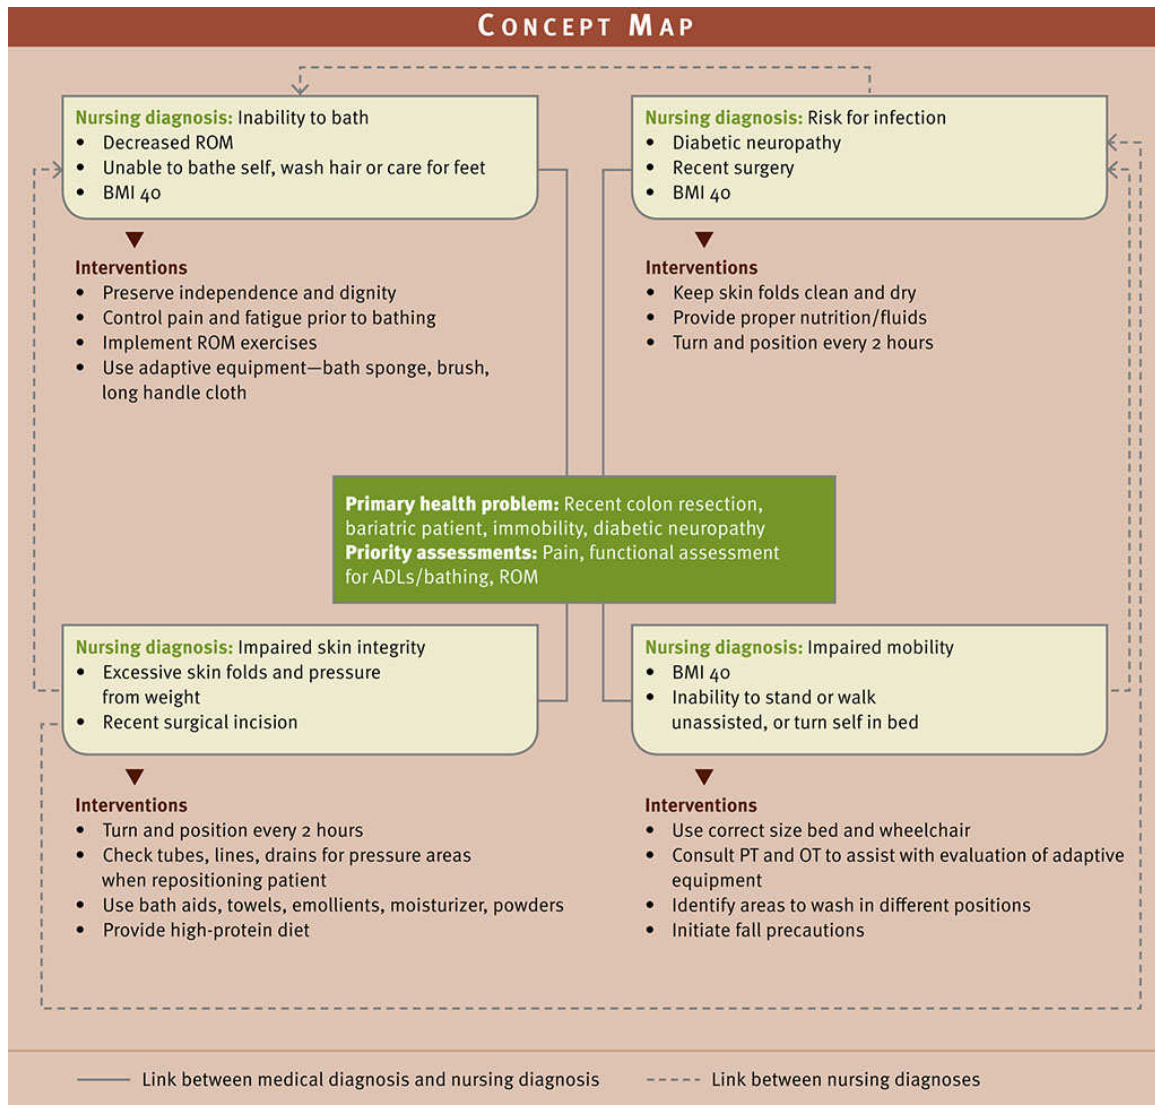 CONCEPT MAP
Nursing diagnosis: Inability to bath
• Decreased ROM
• Unable to bathe self, wash hair or care for feet
• BMI 40
Interventions
• Preserve independence and dignity
• Control pain and fatigue prior to bathing
• Implement ROM exercises
• Use adaptive equipment—bath sponge, brush,
long handle cloth
Nursing diagnosis: Risk for infection
• Diabetic neuropathy
• Recent surgery
• BMI 40
Interventions
• Keep skin folds clean and dry
• Provide proper nutrition/fluids
• Turn and position every 2 hours
Primary health problem: Recent colon resection,
bariatric patient, immobility, diabetic neuropathy
Priority assessments: Pain, functional assessment
for ADLs/bathing, ROM
Nursing diagnosis: Impaired skin integrity
• Excessive skin folds and pressure
from weight
• Recent surgical incision
Interventions
• Turn and position every 2 hours
• Check tubes, lines, drains for pressure areas
when repositioning patient
• Use bath aids, towels, emollients, moisturizer, powders
• Provide high-protein diet
Nursing diagnosis: Impaired mobility
• BMI 40
• Inability to stand or walk
unassisted, or turn self in bed
Interventions
• Use correct size bed and wheelchair
• Consult PT and OT to assist with evaluation of adaptive
equipment
• Identify areas to wash in different positions
• Initiate fall precautions
Link between medical diagnosis and nursing diagnosis
Link between nursing diagnoses